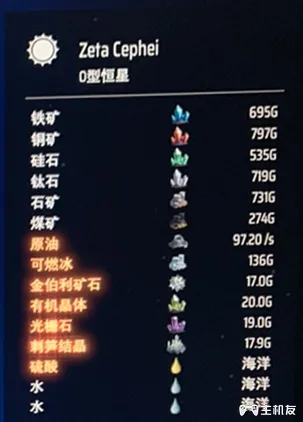 Zeta Cephei
O型恒星
铁矿 695G
铜矿 797G
硅石 535G
钛石 719G
石矿 731G
煤矿 274G
原油 97.20 /s
可燃冰 136G
金伯利矿石 17.0G
有机晶体 20.0G
光栅石 19.0G
刺笋结晶 17.9G
硫酸 海洋
水 海洋
水 海洋
主机友